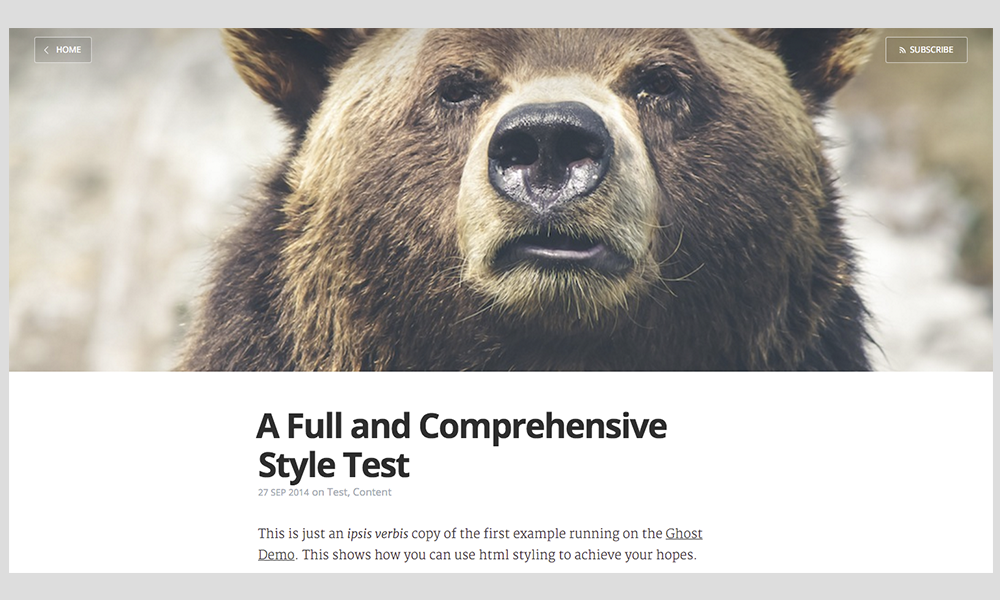 HOME
SUBSCRIBE
A Full and Comprehensive
Style Test
27 SEP 2014 on Test, Content
This is just an ipsis verbis copy of the first example running on the Ghost
Demo. This shows how you can use html styling to achieve your hopes.